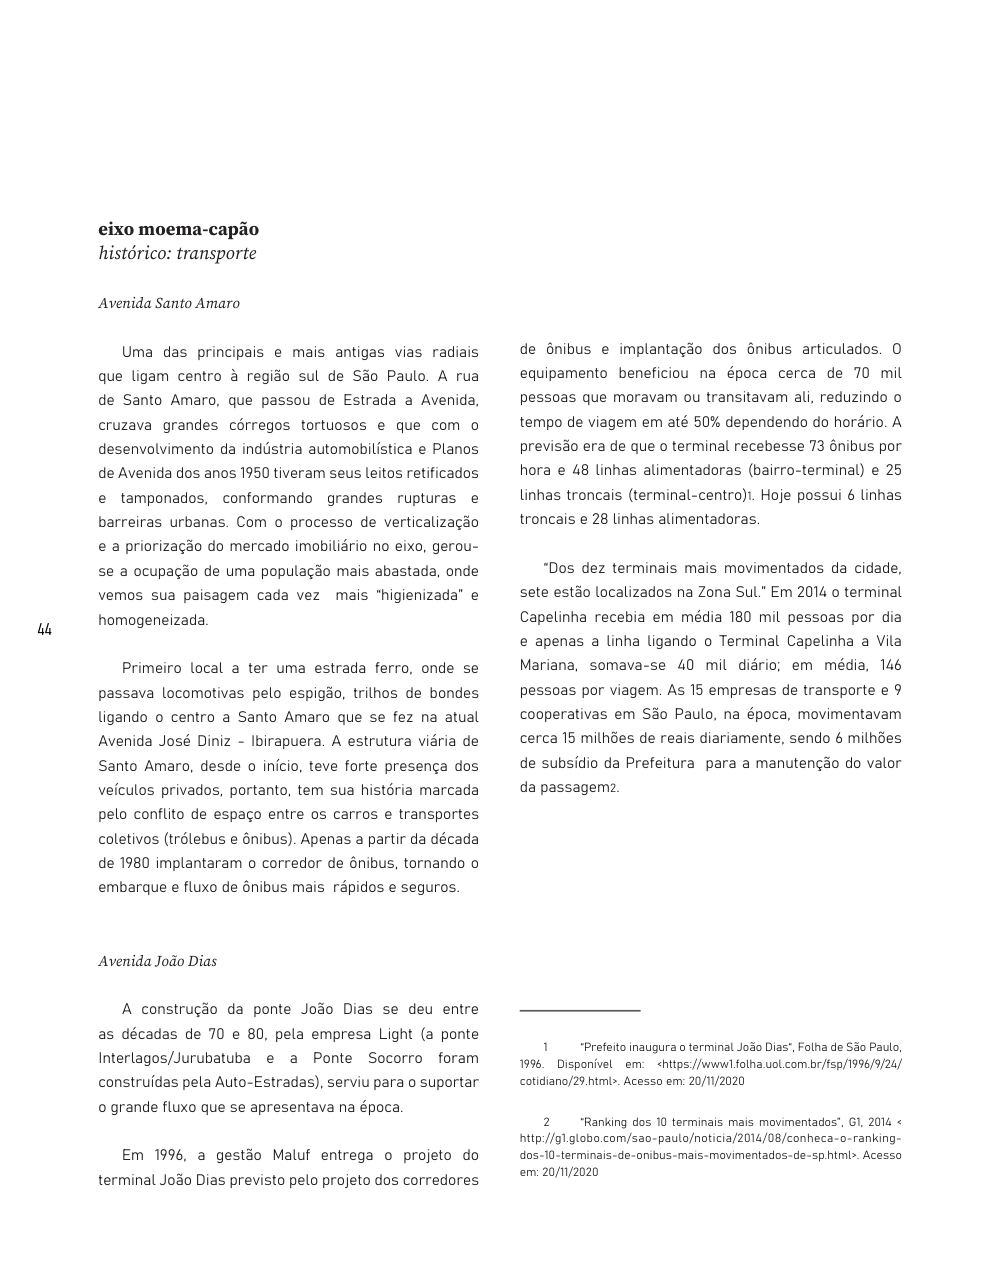 eixo moema-capão
histórico: transporte
Avenida Santo Amaro
Uma das principais e mais antigas vias radiais
que ligam centro à região sul de São Paulo. A rua
de Santo Amaro, que passou de Estrada a Avenida,
cruzava grandes córregos tortuosos e que com o
desenvolvimento da indústria automobilística e Planos
de Avenida dos anos 1950 tiveram seus leitos retificados
e tamponados, conformando grandes rupturas e
barreiras urbanas. Com o processo de verticalização
e a priorização do mercado imobiliário no eixo, gerou-
se a ocupação de uma população mais abastada, onde
vemos sua paisagem cada vez  mais “higienizada” e
homogeneizada.
Primeiro local a ter uma estrada ferro, onde se
passava locomotivas pelo espigão, trilhos de bondes
ligando o centro a Santo Amaro que se fez na atual
Avenida José Diniz - Ibirapuera. A estrutura viária de
Santo Amaro, desde o início, teve forte presença dos
veículos privados, portanto, tem sua história marcada
pelo conflito de espaço entre os carros e transportes
coletivos (trólebus e ônibus). Apenas a partir da década
de 1980 implantaram o corredor de ônibus, tornando o
embarque e fluxo de ônibus mais  rápidos e seguros.
Avenida João Dias
A construção da ponte João Dias se deu entre
as décadas de 70 e 80, pela empresa Light (a ponte
Interlagos/Jurubatuba e a Ponte Socorro foram
construídas pela Auto-Estradas), serviu para o suportar
o grande fluxo que se apresentava na época.
Em 1996, a gestão Maluf entrega o projeto do
terminal João Dias previsto pelo projeto dos corredores
de ônibus e implantação dos ônibus articulados. O
equipamento beneficiou na época cerca de 70 mil
pessoas que moravam ou transitavam ali, reduzindo o
tempo de viagem em até 50% dependendo do horário. A
previsão era de que o terminal recebesse 73 ônibus por
hora e 48 linhas alimentadoras (bairro-terminal) e 25
linhas troncais (terminal-centro)1. Hoje possui 6 linhas
troncais e 28 linhas alimentadoras.
“Dos dez terminais mais movimentados da cidade,
sete estão localizados na Zona Sul.” Em 2014 o terminal
Capelinha recebia em média 180 mil pessoas por dia
e apenas a linha ligando o Terminal Capelinha a Vila
Mariana, somava-se 40 mil diário; em média, 146
pessoas por viagem. As 15 empresas de transporte e 9
cooperativas em São Paulo, na época, movimentavam
cerca 15 milhões de reais diariamente, sendo 6 milhões
de subsídio da Prefeitura  para a manutenção do valor
da passagem2.
1 “Prefeito inaugura o terminal João Dias“, Folha de São Paulo,
1996. Disponível em: <https://www1.folha.uol.com.br/fsp/1996/9/24/
cotidiano/29.html>. Acesso em: 20/11/2020
2 “Ranking dos 10 terminais mais movimentados”, G1, 2014 <
http://g1.globo.com/sao-paulo/noticia/2014/08/conheca-o-ranking-
dos-10-terminais-de-onibus-mais-movimentados-de-sp.html>. Acesso
em: 20/11/2020
44